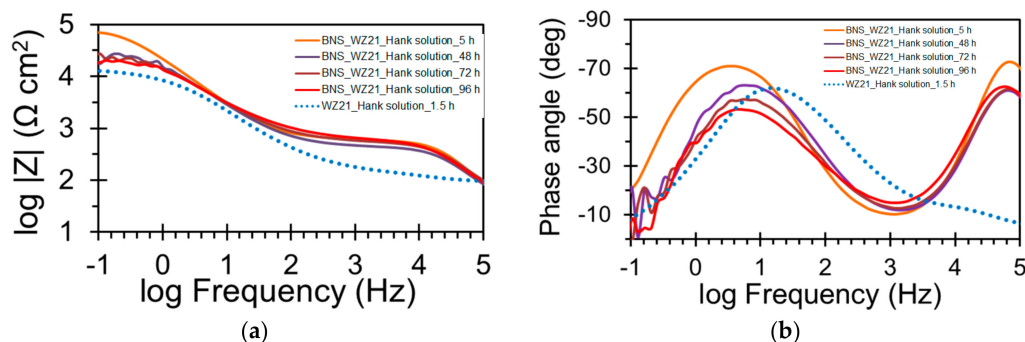 5
4
3
2
1
-1 0 1 2 3 4 5
log |Z| (Ω cm²)
log Frequency (Hz)
BNS_WZ21_Hank solution_5 h
BNS_WZ21_Hank solution_48 h
BNS_WZ21_Hank solution_72 h
BNS_WZ21_Hank solution_96 h
WZ21_Hank solution_1.5 h
(a)
-90
-70
-50
-30
-10
-1 0 1 2 3 4 5
Phase angle (deg)
log Frequency (Hz)
BNS_WZ21_Hank solution_5 h
BNS_WZ21_Hank solution_48 h
BNS_WZ21_Hank solution_72 h
BNS_WZ21_Hank solution_96 h
WZ21_Hank solution_1.5 h
(b)